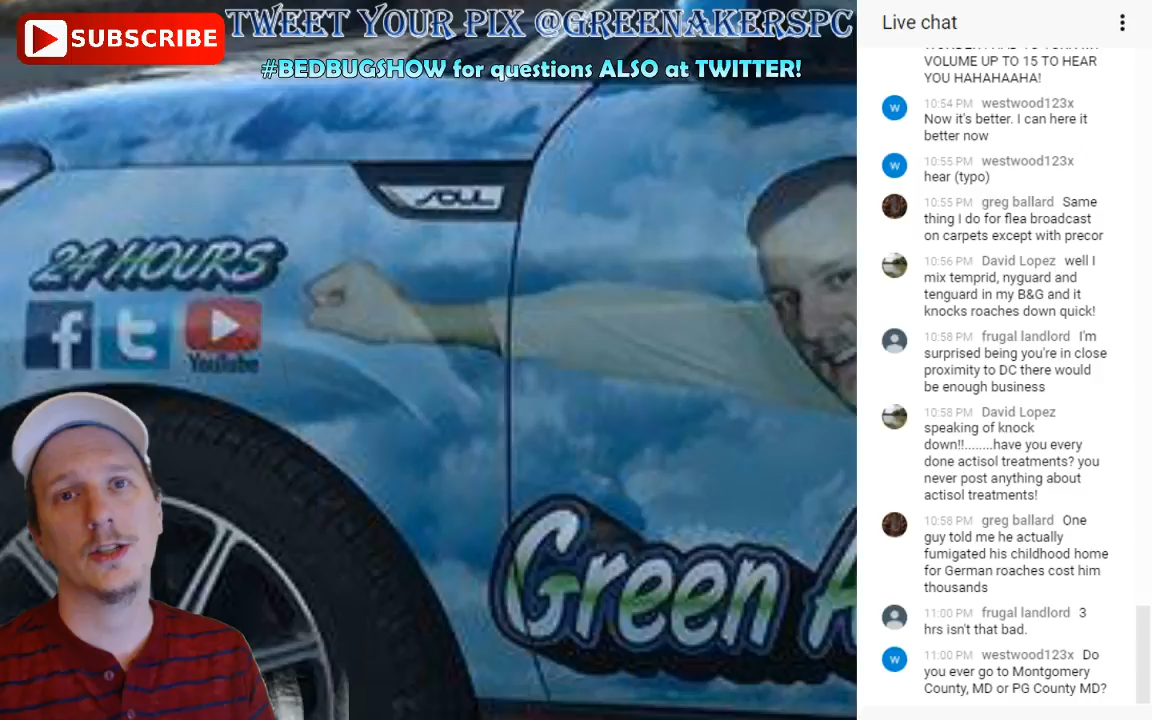 SUBSCRIBE
TWEET YOUR PIX @GREENAKERSPC
#BEDBUGSHOW for questions ALSO at TWITTER!
SOUL
24 HOURS
f t YouTube
Green A
Live chat
VOLUME UP TO 15 TO HEAR
YOU HAHAHAAHA!
W 10:54 PM westwood123x
Now it's better. I can here it
better now
W 10:55 PM westwood123x
hear (typo)
10:55 PM greg ballard Same
thing I do for flea broadcast
on carpets except with precor
10:56 PM David Lopez well I
mix temprid, nyguard and
tenguard in my B&G and it
knocks roaches down quick!
10:58 PM frugal landlord I'm
surprised being you're in close
proximity to DC there would
be enough business
10:58 PM David Lopez
speaking of knock
down!!........have you every
done actisol treatments? you
never post anything about
actisol treatments!
10:58 PM greg ballard One
guy told me he actually
fumigated his childhood home
for German roaches cost him
thousands
11:00 PM frugal landlord 3
hrs isn't that bad.
W 11:00 PM westwood123x Do
you ever go to Montgomery
County, MD or PG County MD?